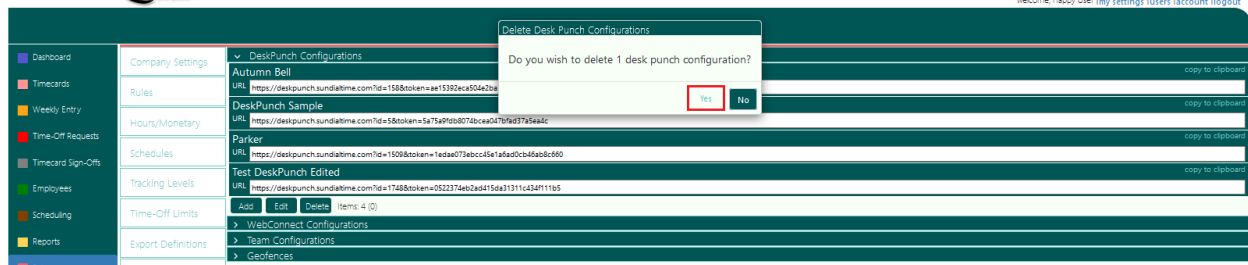 Welcome, Happy User |my settings |users |account |logout
Delete Desk Punch Configurations
Do you wish to delete 1 desk punch configuration?
Yes
No
Dashboard
Timecards
Weekly Entry
Time-Off Requests
Timecard Sign-Offs
Employees
Scheduling
Reports
Company Settings
Rules
Hours/Monetary
Schedules
Tracking Levels
Time-Off Limits
Export Definitions
DeskPunch Configurations
Autumn Bell
copy to clipboard
URL https://deskpunch.sundialtime.com?id=158&token=ae15392eca504e2ba
DeskPunch Sample
copy to clipboard
URL https://deskpunch.sundialtime.com?id=5&token=5a75a9fdb8074bcea047bfad37a5ea4c
Parker
copy to clipboard
URL https://deskpunch.sundialtime.com?id=1509&token=1edae073ebcc45e1a6ad0cb46ab8c660
Test DeskPunch Edited
copy to clipboard
URL https://deskpunch.sundialtime.com?id=1748&token=0522374eb2ad415da31311c434f111b5
Add Edit Delete Items: 4 (0)
WebConnect Configurations
Team Configurations
Geofences